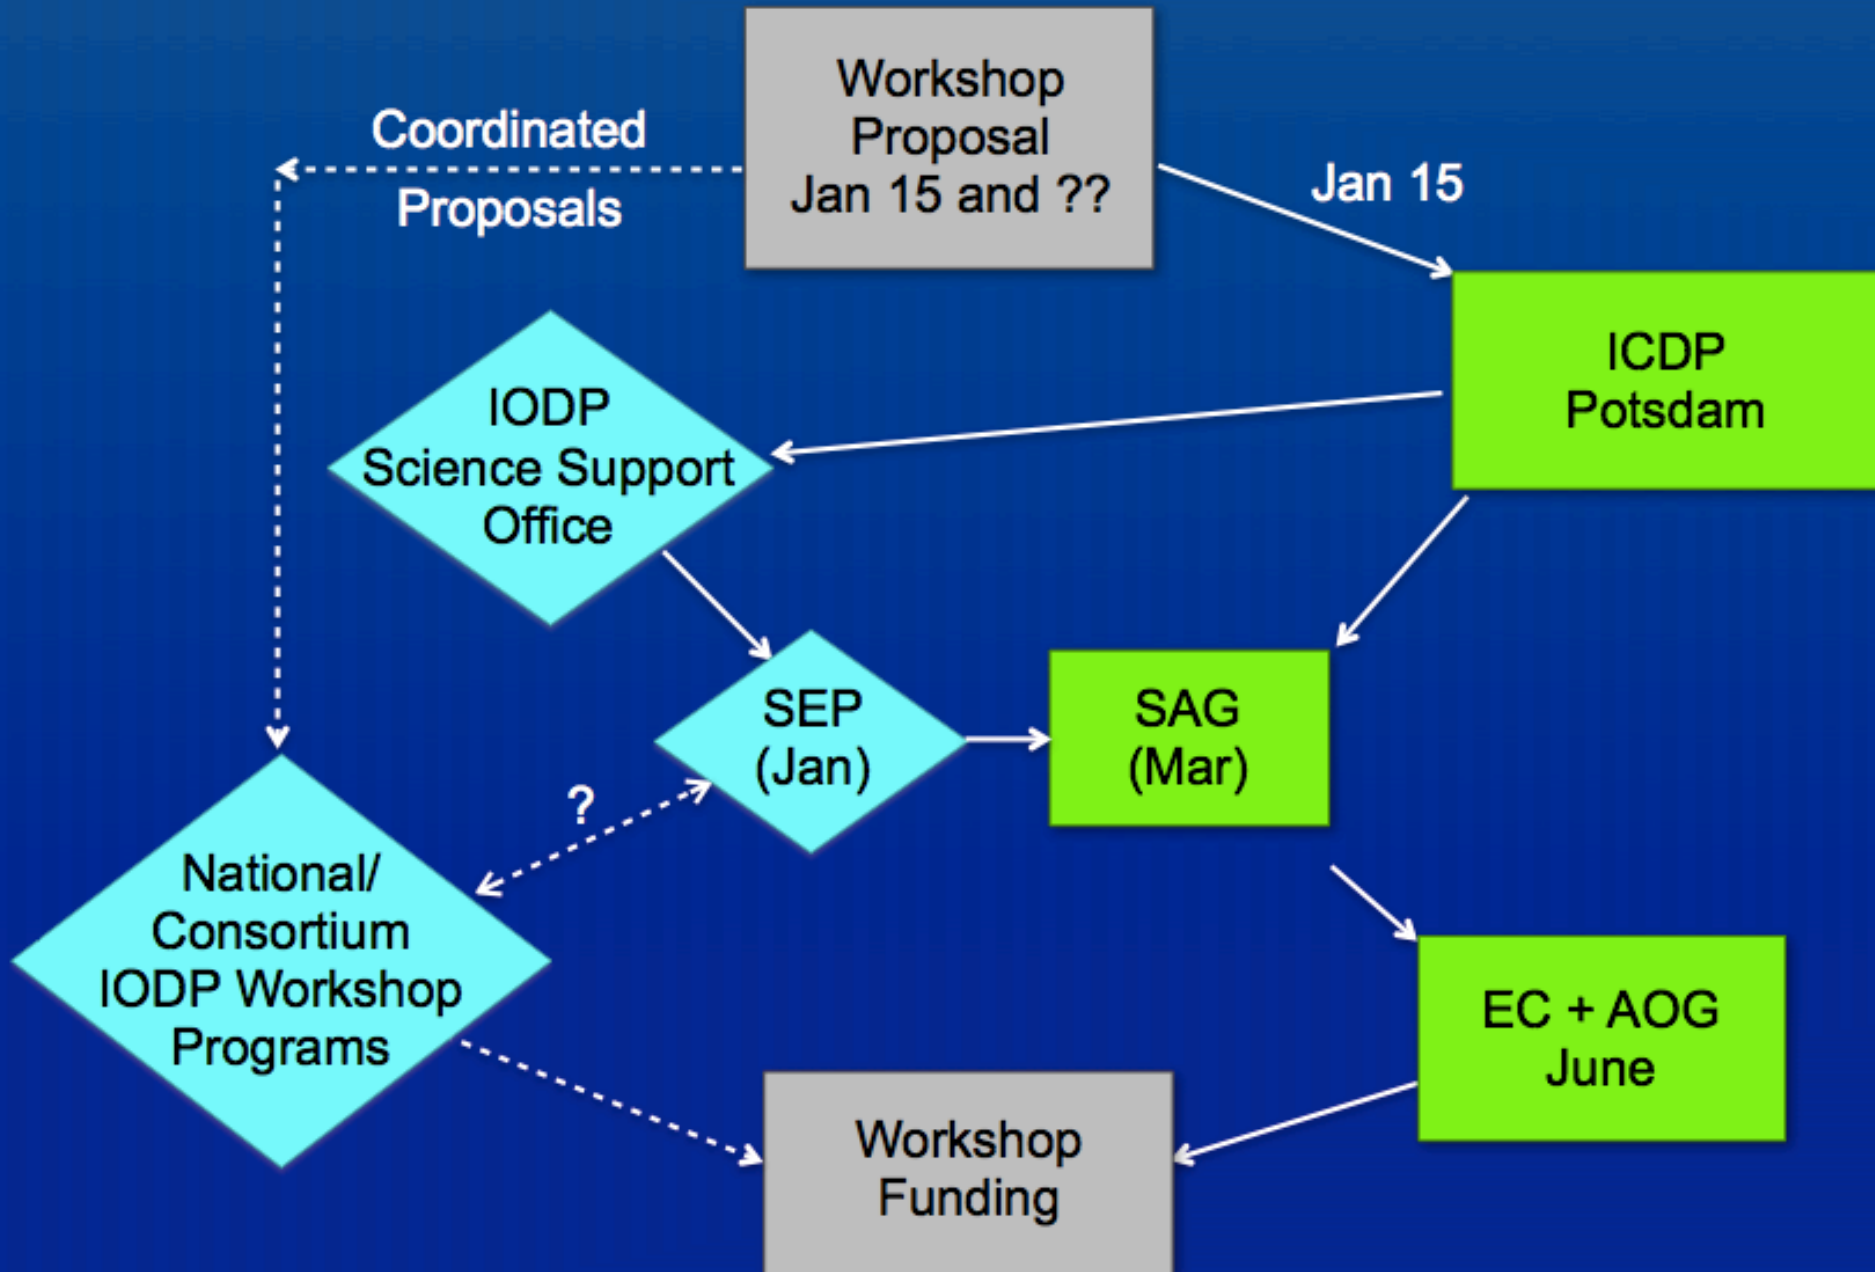 Workshop
Proposal
Jan 15 and ??
Coordinated
Proposals
Jan 15
ICDP
Potsdam
IODP
Science Support
Office
SEP
(Jan)
SAG
(Mar)
?
National/
Consortium
IODP Workshop
Programs
EC + AOG
June
Workshop
Funding